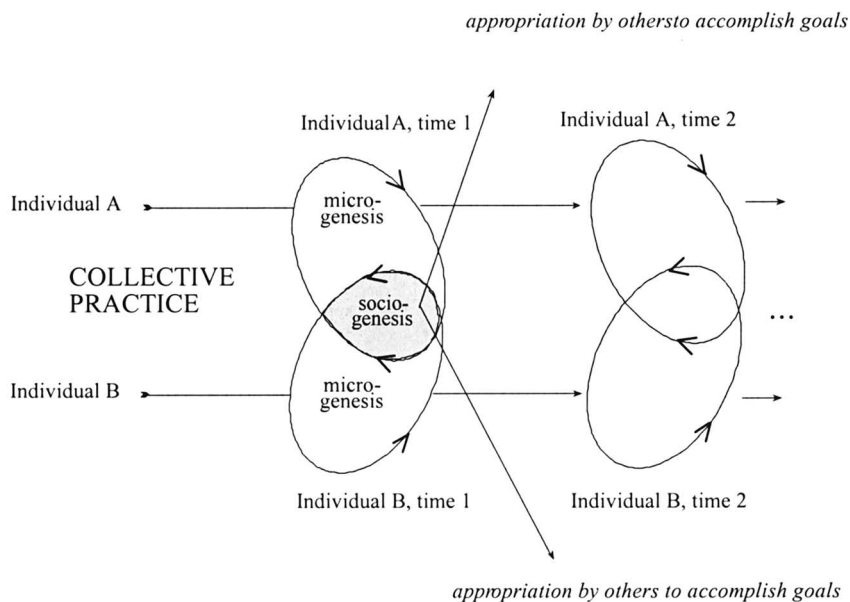 appropriation by othersto accomplish goals
Individual A, time 1
Individual A, time 2
Individual A
micro-
genesis
COLLECTIVE
PRACTICE
socio-
genesis
...
Individual B
micro-
genesis
Individual B, time 1
Individual B, time 2
appropriation by others to accomplish goals